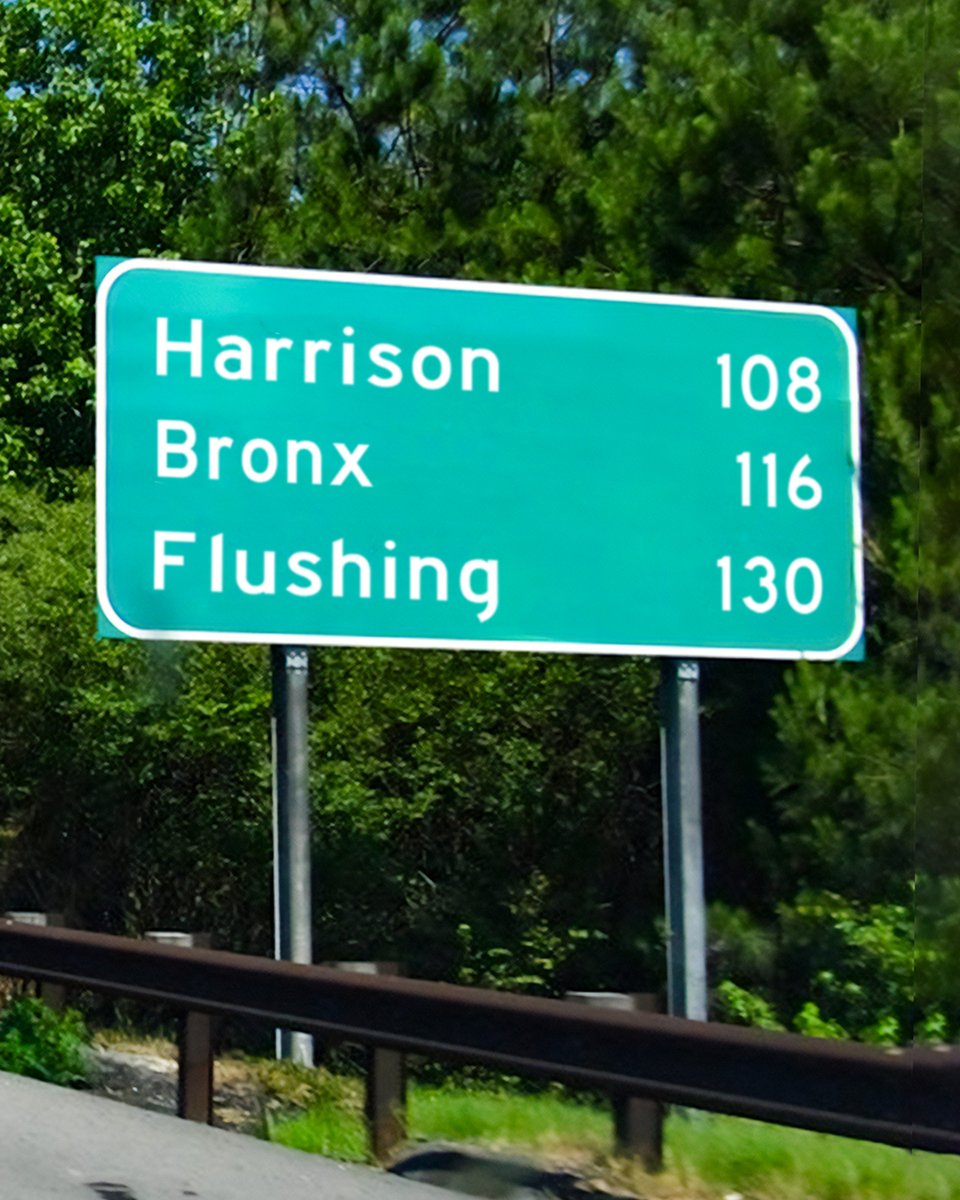 Harrison 108
Bronx 116
Flushing 130